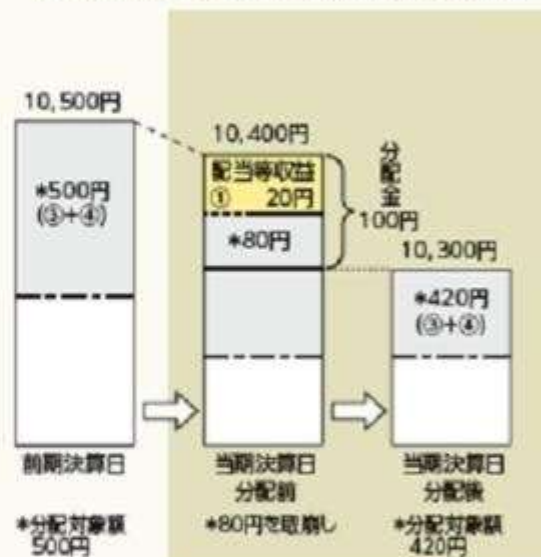 10,500円
*500円
(③+④)
前期決算日
*分配対象額
500円
10,400円
配当等収益
① 20円
*80円
分配金
100円
当期決算日
分配前
*80円を取崩し
10,300円
*420円
(③+④)
当期決算日
分配後
*分配対象額
420円